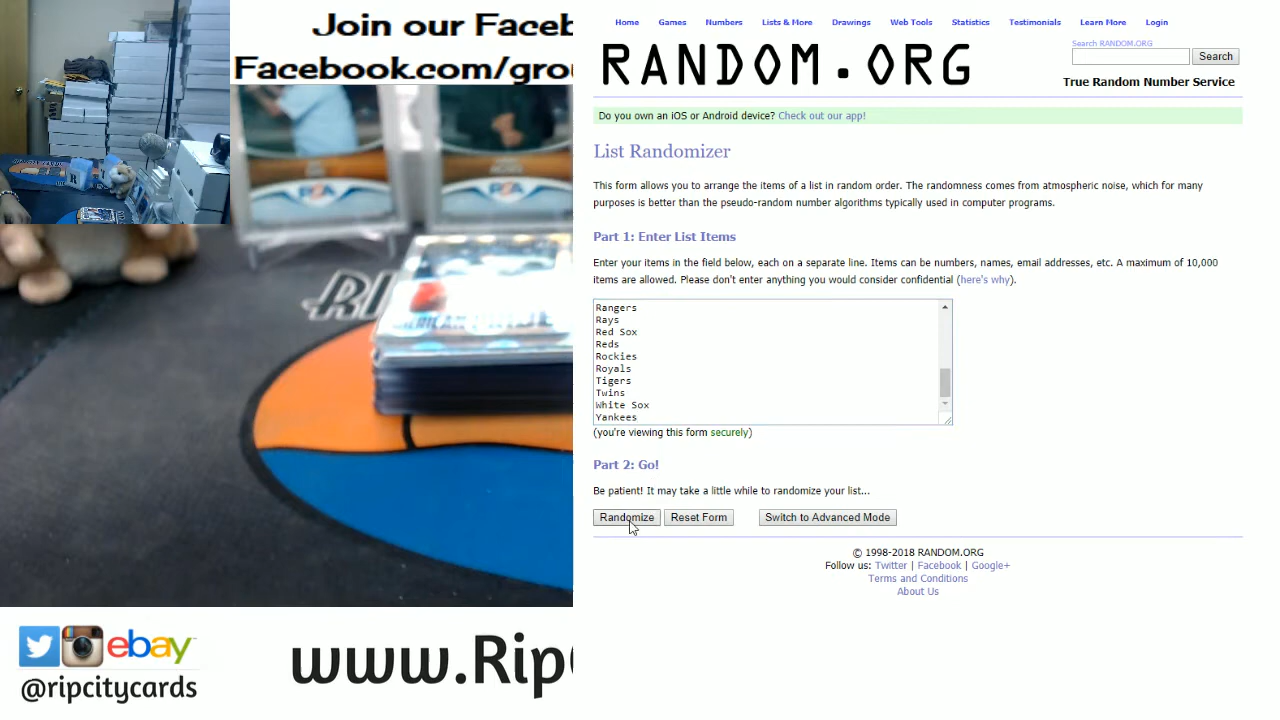 Join our Faceb
Facebook.com/grou
@ripcitycards
ebay
www.Rip
Home Games Numbers Lists & More Drawings Web Tools Statistics Testimonials Learn More Login
RANDOM.ORG
Search RANDOM.ORG
Search
True Random Number Service
Do you own an iOS or Android device? Check out our app!
List Randomizer
This form allows you to arrange the items of a list in random order. The randomness comes from atmospheric noise, which for many
purposes is better than the pseudo-random number algorithms typically used in computer programs.
Part 1: Enter List Items
Enter your items in the field below, each on a separate line. Items can be numbers, names, email addresses, etc. A maximum of 10,000
items are allowed. Please don't enter anything you would consider confidential (here's why).
Rangers
Rays
Red Sox
Reds
Rockies
Royals
Tigers
Twins
White Sox
Yankees
(you're viewing this form securely)
Part 2: Go!
Be patient! It may take a little while to randomize your list...
Randomize Reset Form Switch to Advanced Mode
© 1998-2018 RANDOM.ORG
Follow us: Twitter | Facebook | Google+
Terms and Conditions
About Us